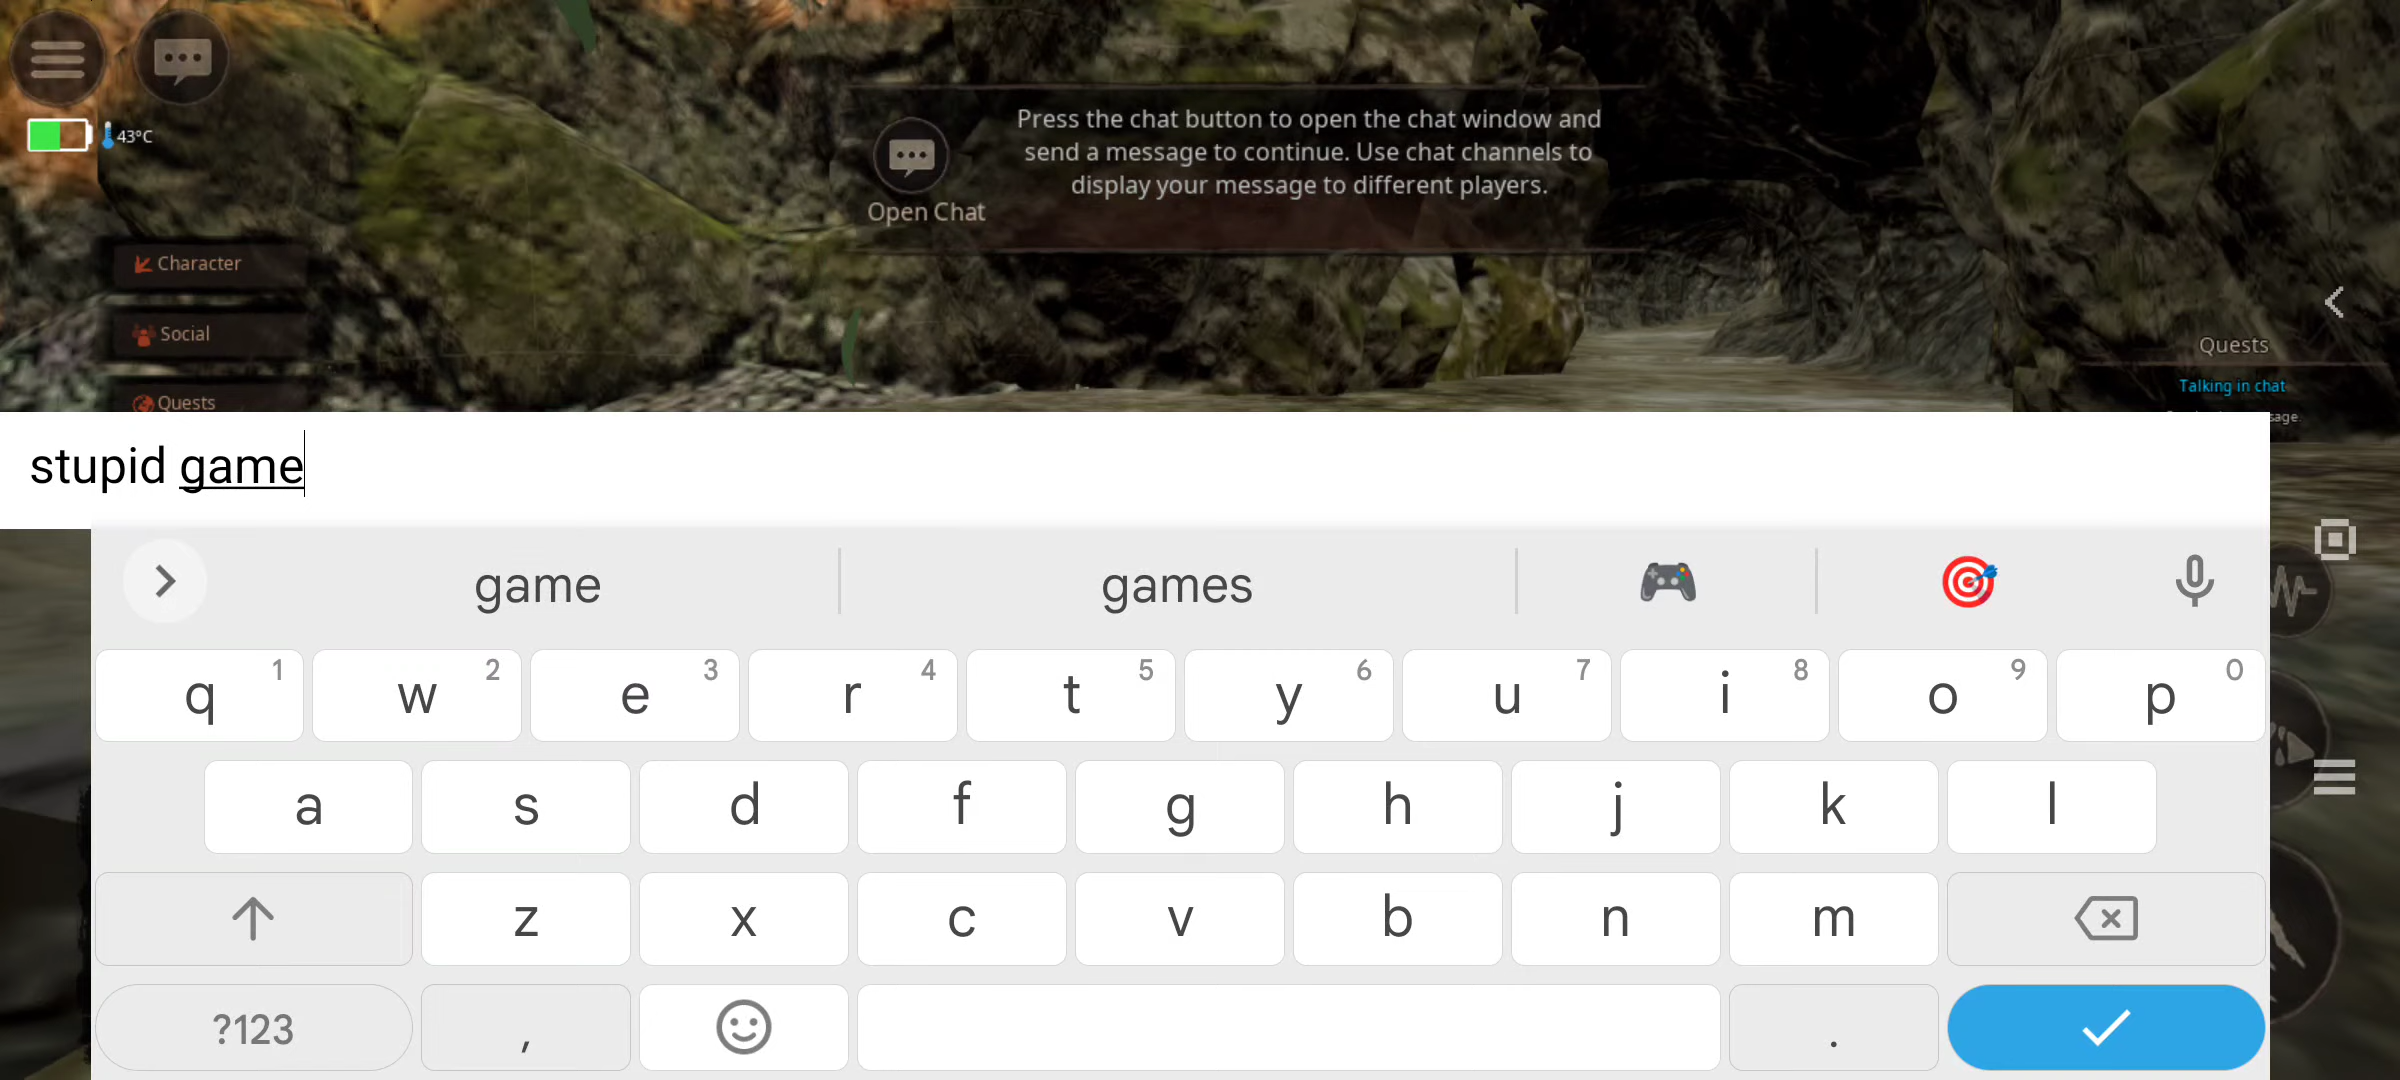 43°C
Press the chat button to open the chat window and
send a message to continue. Use chat channels to
display your message to different players.
Open Chat
Character
Social
Quests
Quests
Talking in chat
stupid game
game games
q 1 w 2 e 3 r 4 t 5 y 6 u 7 i 8 o 9 p 0
a s d f g h j k l
z x c v b n m
?123 , .